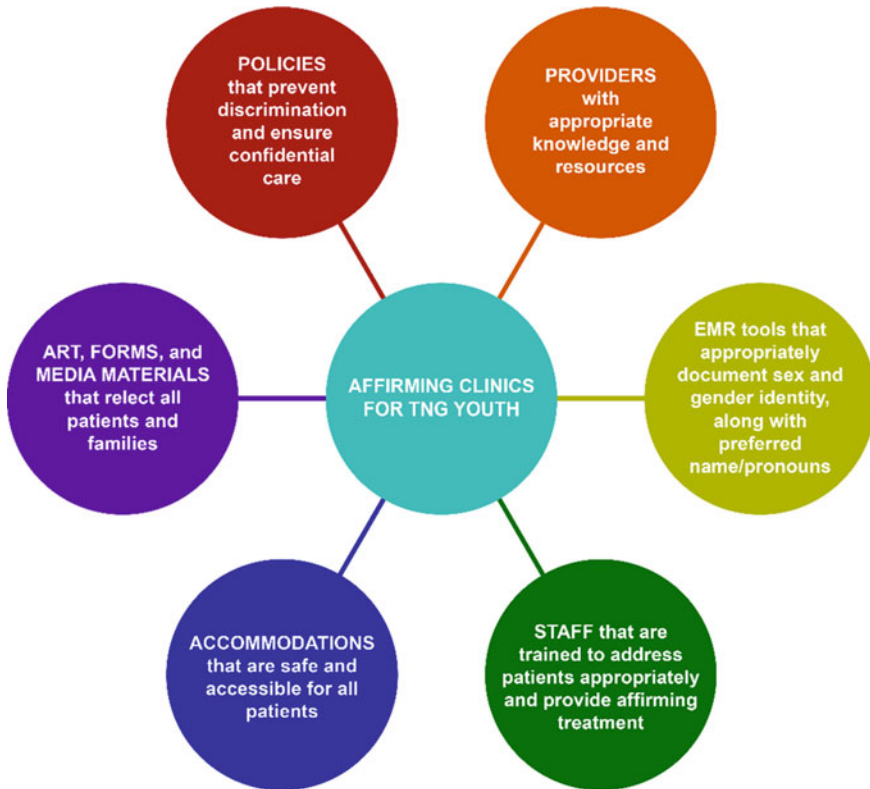 POLICIES
that prevent
discrimination
and ensure
confidential
care
PROVIDERS
with
appropriate
knowledge and
resources
ART, FORMS, and
MEDIA MATERIALS
that relect all
patients and
families
AFFIRMING CLINICS
FOR TNG YOUTH
EMR tools that
appropriately
document sex and
gender identity,
along with
preferred
name/pronouns
ACCOMMODATIONS
that are safe and
accessible for all
patients
STAFF that are
trained to address
patients appropriately
and provide affirming
treatment